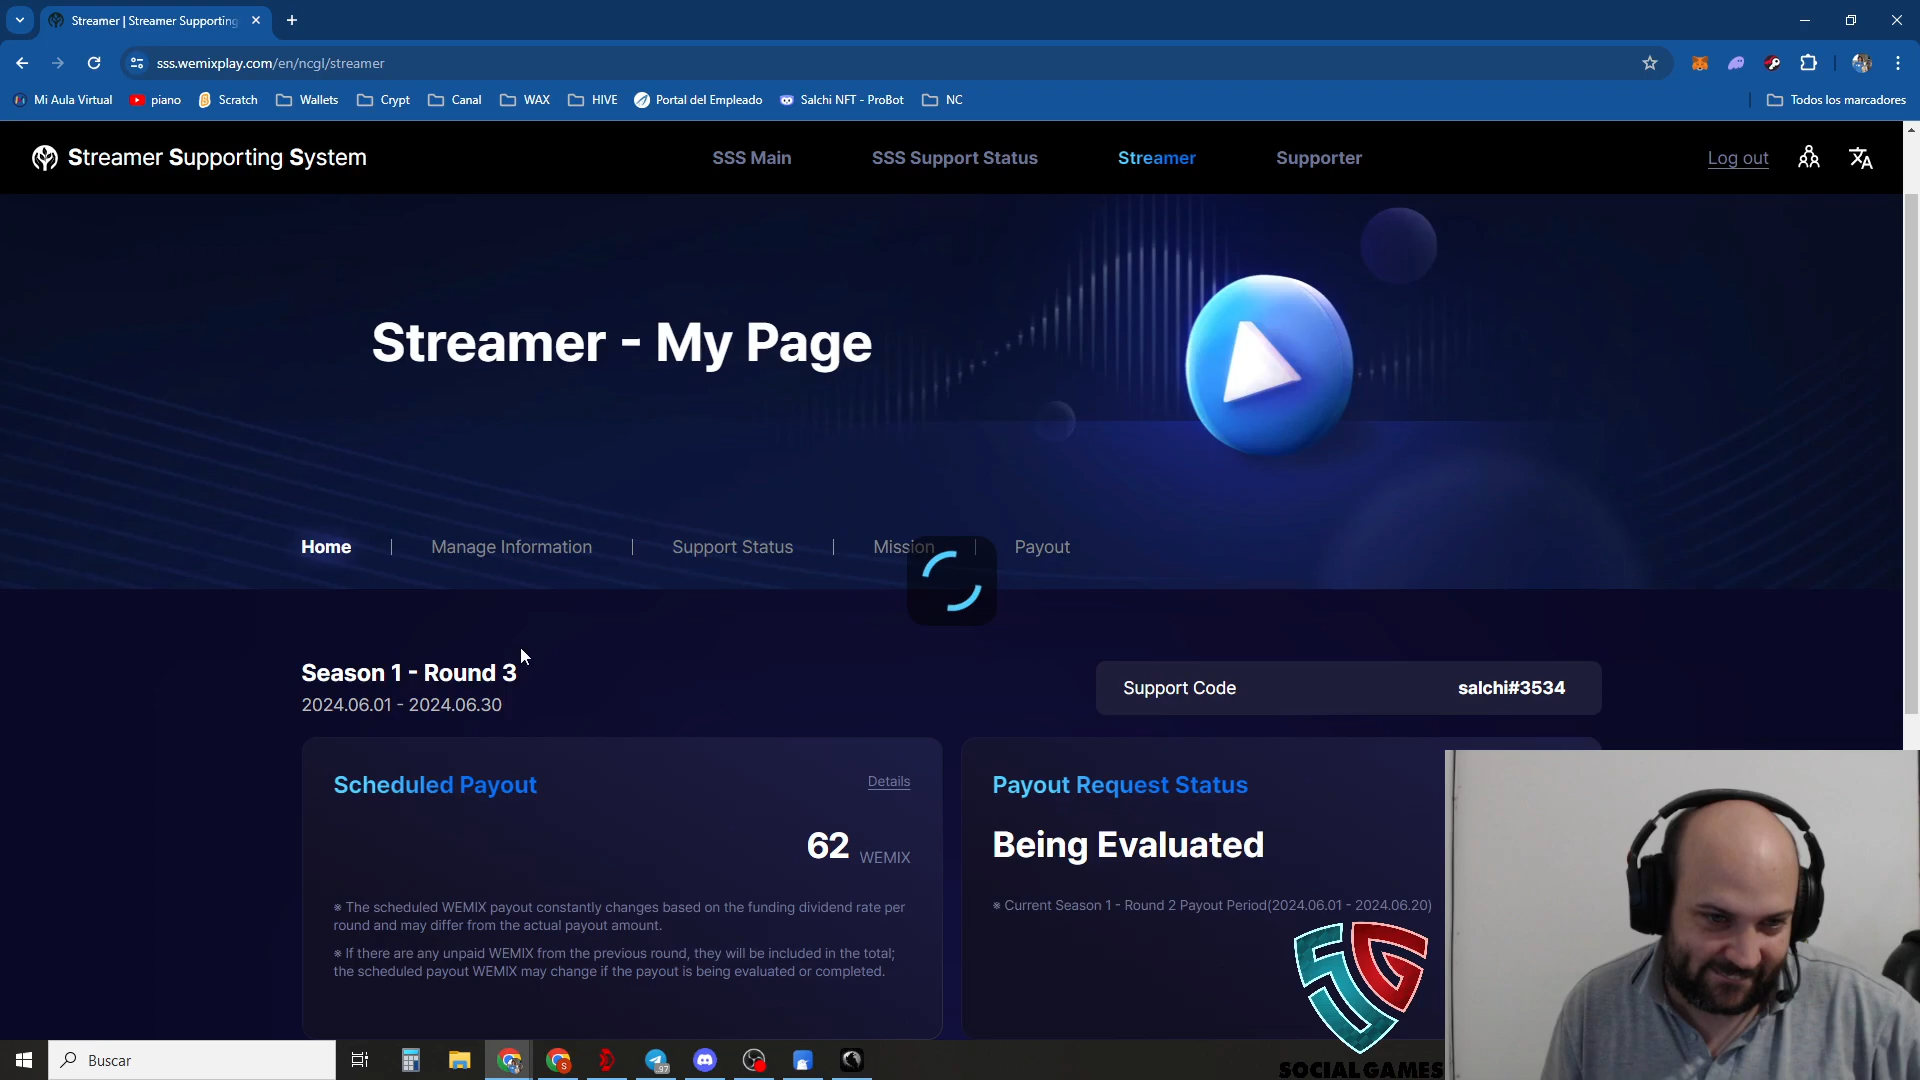 Streamer | Streamer Supporting
sss.wemixplay.com/en/ncgl/streamer
Mi Aula Virtual
piano
Scratch
Wallets
Crypt
Canal
WAX
HIVE
Portal del Empleado
Salchi NFT - ProBot
NC
Todos los marcadores
Streamer Supporting System
SSS Main
SSS Support Status
Streamer
Supporter
Log out
Streamer - My Page
Home
Manage Information
Support Status
Mission
Payout
Season 1 - Round 3
2024.06.01 - 2024.06.30
Support Code
salchi#3534
Scheduled Payout
Details
62 WEMIX
※ The scheduled WEMIX payout constantly changes based on the funding dividend rate per
round and may differ from the actual payout amount.
※ If there are any unpaid WEMIX from the previous round, they will be included in the total;
the scheduled payout WEMIX may change if the payout is being evaluated or completed.
Payout Request Status
Being Evaluated
※ Current Season 1 - Round 2 Payout Period(2024.06.01 - 2024.06.20)
SG
SOCIAL GAMES
Buscar
S
97